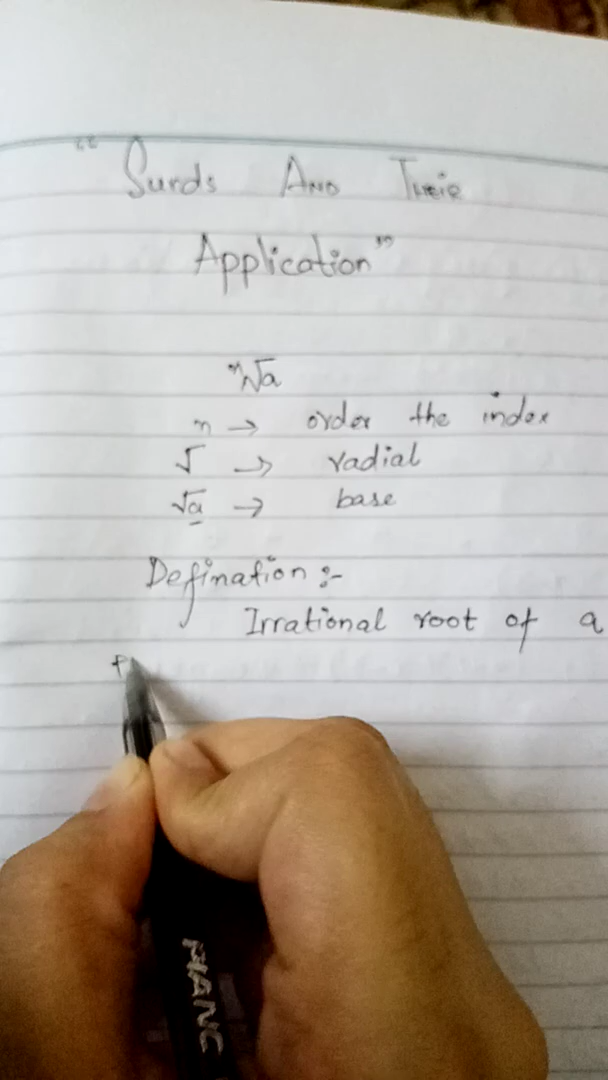 "Surds AND Their
Application"
ⁿ√a
n → order the index
√ → radial
√a → base
Defination :-
Irrational root of a